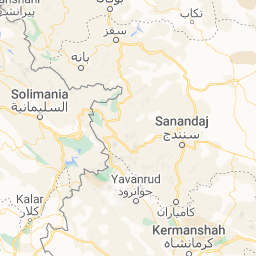 بوکان
پیرانشهر
تکاب
سقز
بانه
Solimania
السليمانية
Sanandaj
سنندج
Yavanrud
جوانرود
Kalar
كلار
کامیاران
Kermanshah
کرمانشاه